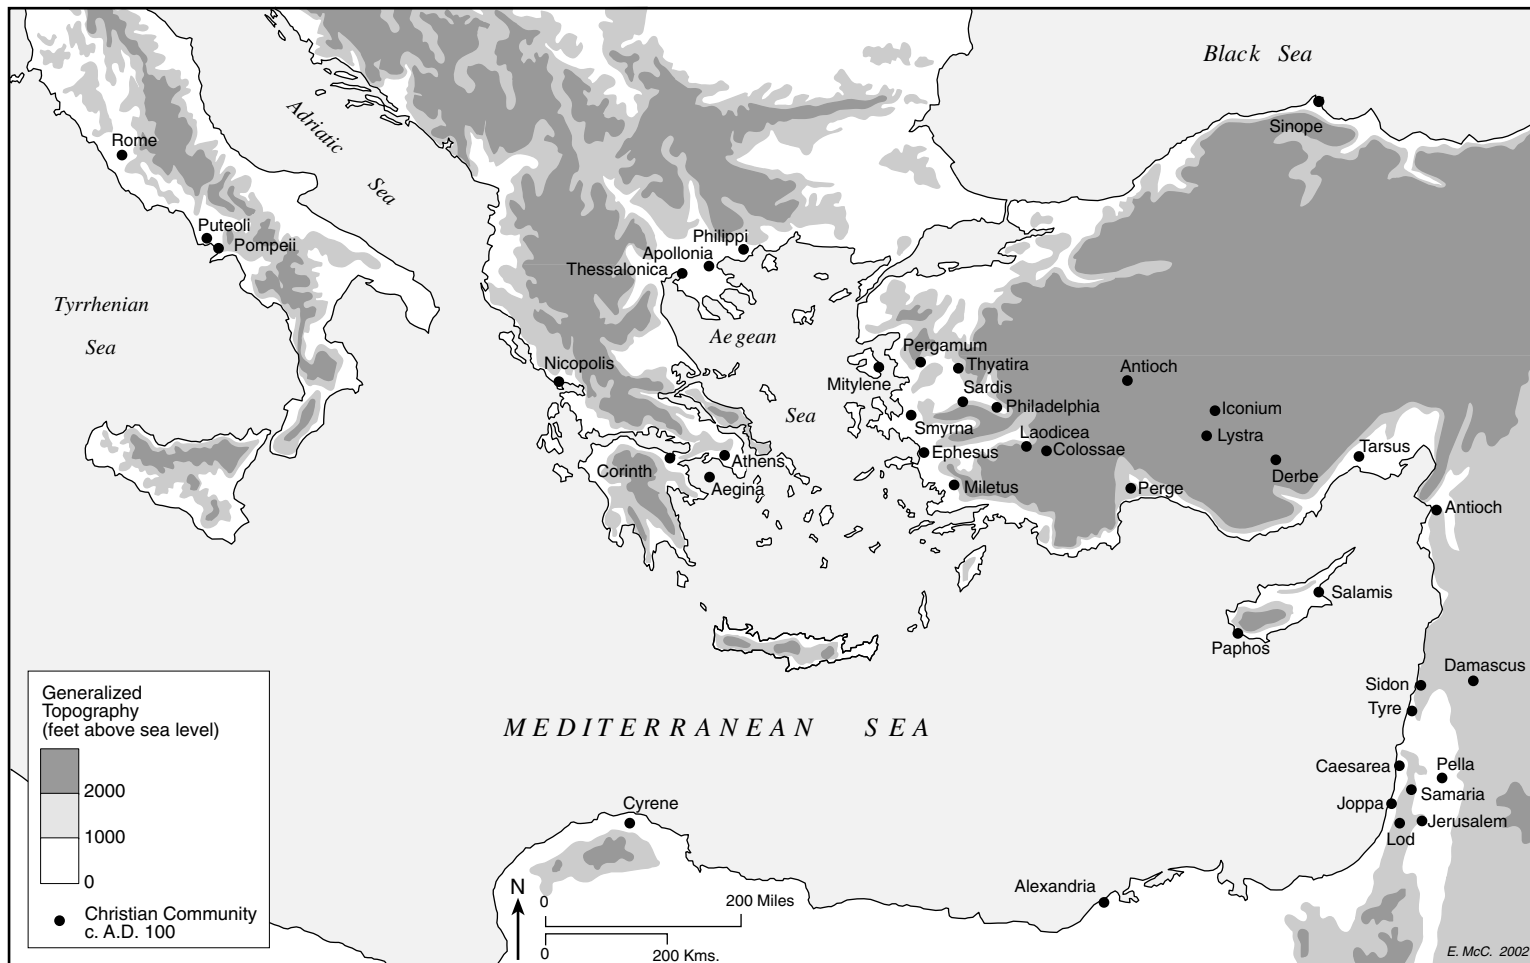 Black Sea
Sinope
Adriatic
Sea
Rome
Puteoli
Pompeii
Tyrrhenian
Sea
Philippi
Apollonia
Thessalonica
Aegean
Sea
Nicopolis
Pergamum
Thyatira
Mitylene
Sardis
Philadelphia
Smyrna
Antioch
Iconium
Lystra
Laodicea
Colossae
Ephesus
Tarsus
Derbe
Corinth
Athens
Aegina
Miletus
Perge
Antioch
Salamis
Paphos
Damascus
Sidon
Tyre
MEDITERRANEAN SEA
Caesarea
Pella
Samaria
Joppa
Jerusalem
Lod
Cyrene
Alexandria
Generalized
Topography
(feet above sea level)
2000
1000
0
Christian Community
c. A.D. 100
N
0 200 Miles
0 200 Kms.
E. McC. 2002